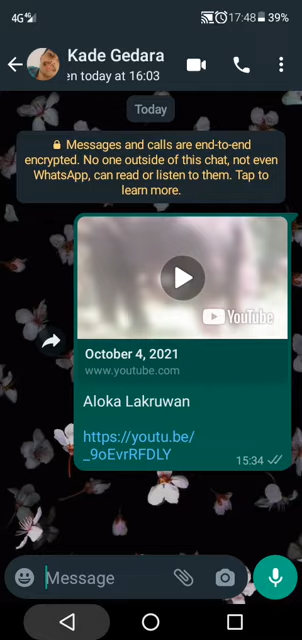 4G 17:48 39%
Kade Gedara
en today at 16:03
Today
Messages and calls are end-to-end
encrypted. No one outside of this chat, not even
WhatsApp, can read or listen to them. Tap to
learn more.
YouTube
October 4, 2021
www.youtube.com
Aloka Lakruwan
https://youtu.be/
_9oEvrRFDLY
15:34
Message